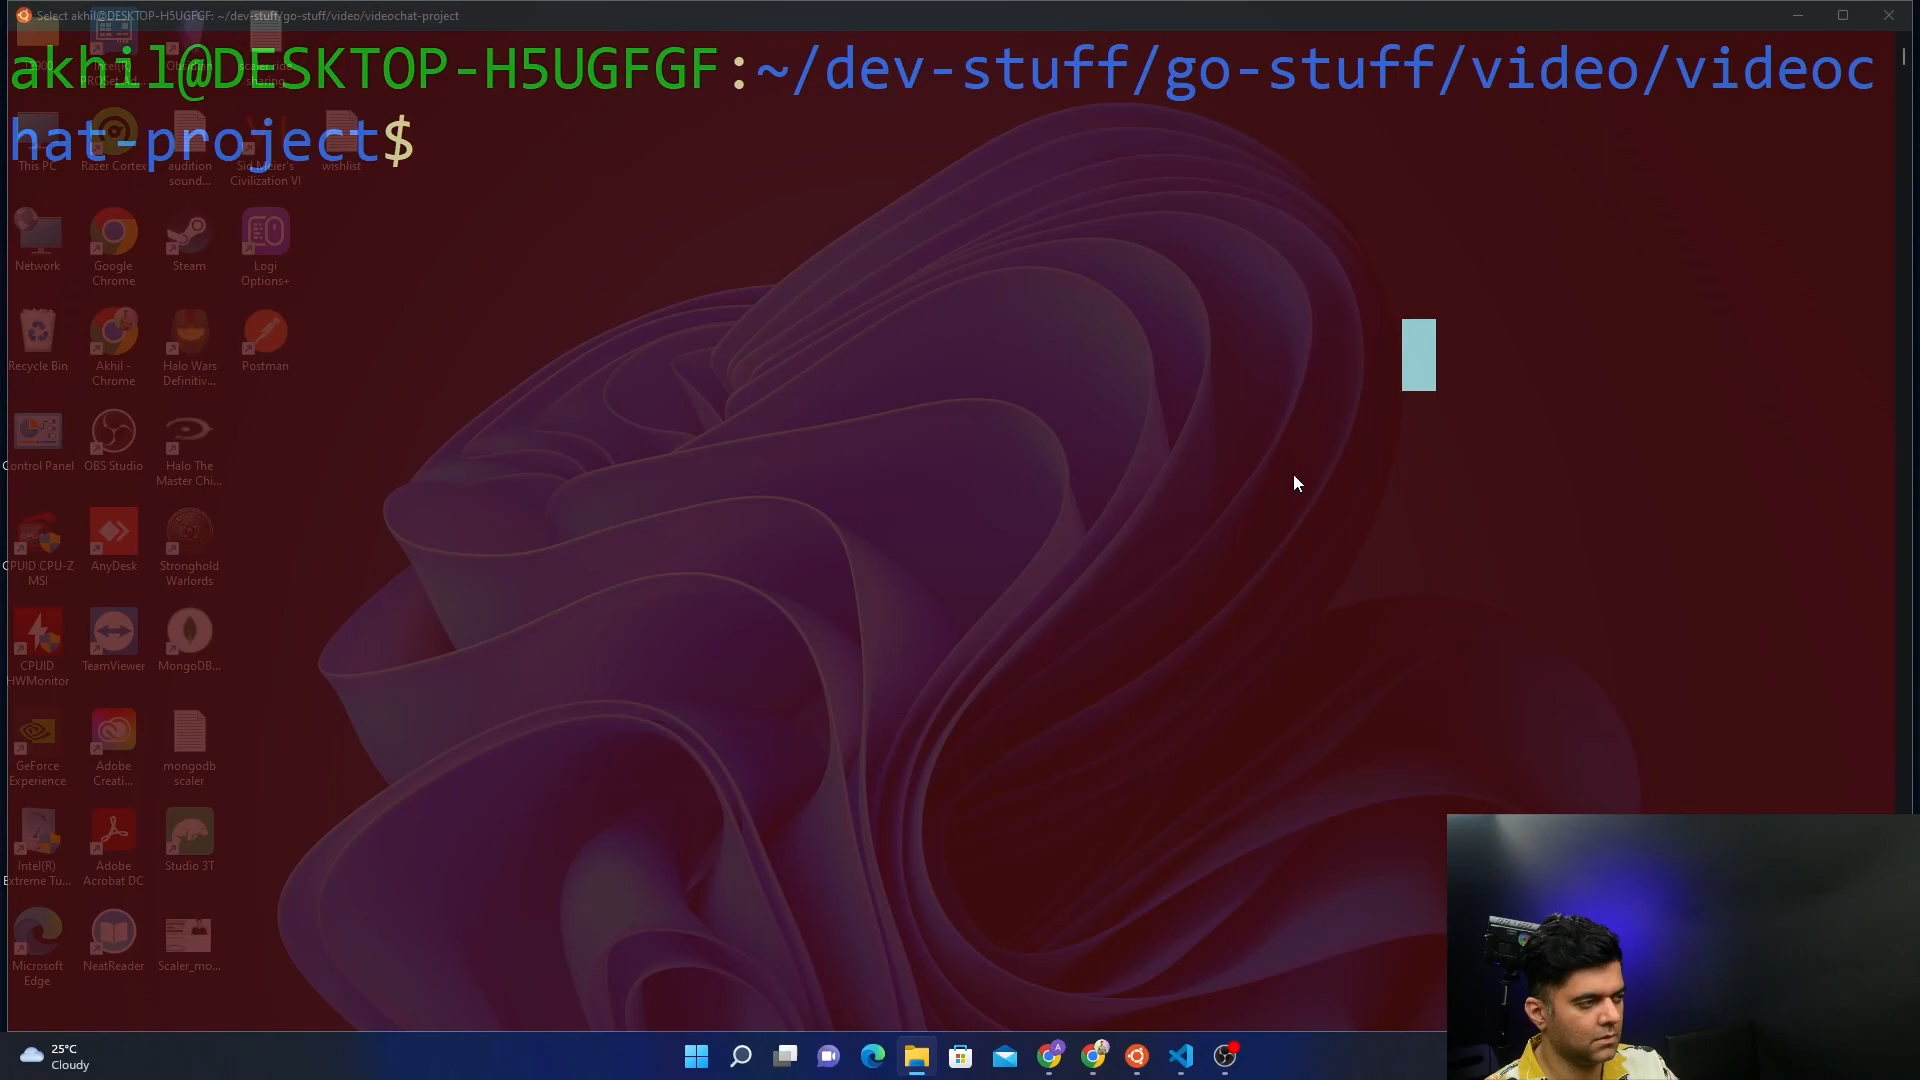 Select akhil@DESKTOP-H5UGFGF: ~/dev-stuff/go-stuff/video/videochat-project
akhil@DESKTOP-H5UGFGF:~/dev-stuff/go-stuff/video/videoc
hat-project$
Obsidian
sharing
This PC
Razer Cortex
audition
sound...
Sid Meier's
Civilization VI
wishlist
Network
Google
Chrome
Steam
Logi
Options+
Recycle Bin
Akhil -
Chrome
Halo Wars
Definitiv...
Postman
Control Panel
OBS Studio
Halo The
Master Chi...
CPUID CPU-Z
MSI
AnyDesk
Stronghold
Warlords
CPUID
HWMonitor
TeamViewer
MongoDB...
GeForce
Experience
Adobe
Creati...
mongodb
scaler
Intel(R)
Extreme Tu...
Adobe
Acrobat DC
Studio 3T
Microsoft
Edge
NeatReader
Scaler_mo...
25°C
Cloudy